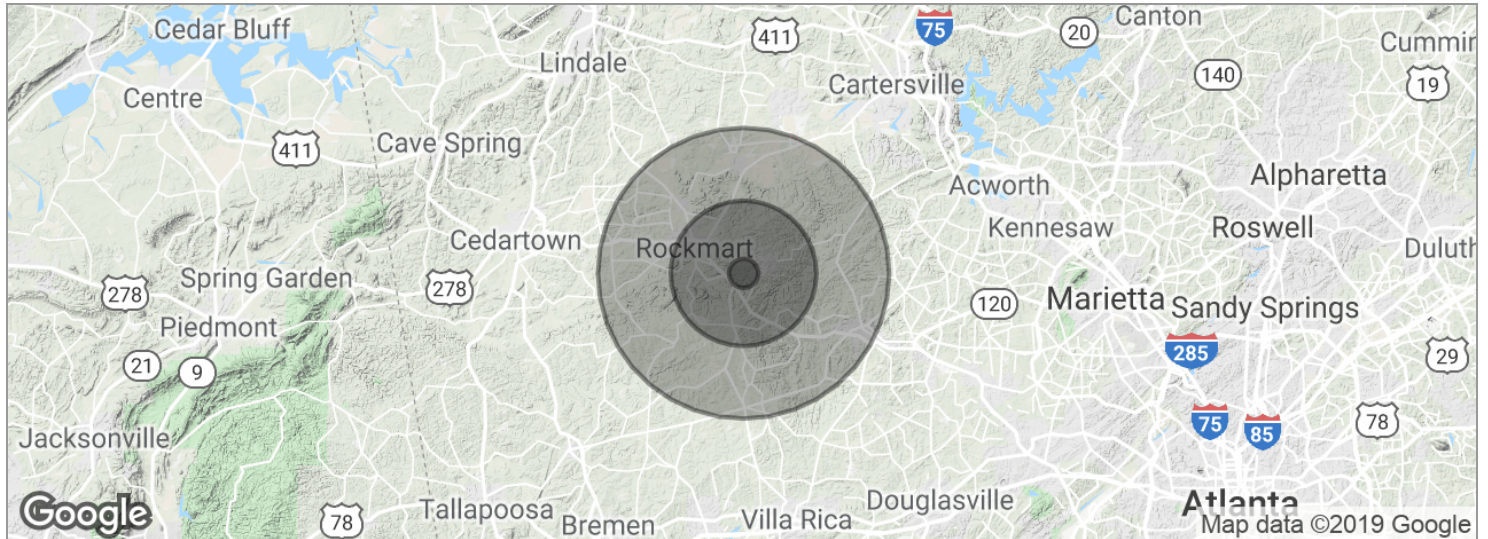 Canton
Cedar Bluff
75
20
411
Cummin
Lindale
140
Cartersville
19
Centre
411
Cave Spring
Acworth
Alpharetta
Kennesaw
Roswell
Cedartown
Rockmart
Duluth
Spring Garden
278
278
120
Marietta
Sandy Springs
Piedmont
285
29
21
9
75
85
78
Jacksonville
Tallapoosa
Douglasville
Atlanta
Google
78
Bremen
Villa Rica
Map data ©2019 Google